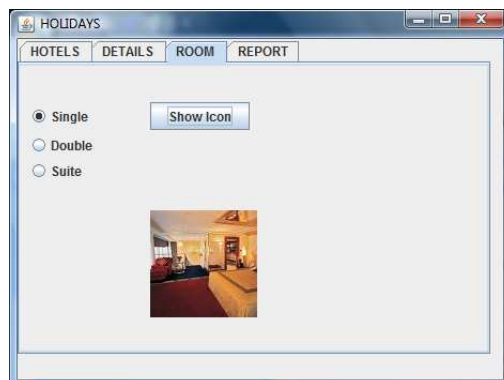 HOLIDAYS
HOTELS DETAILS ROOM REPORT
Single Show Icon
Double
Suite